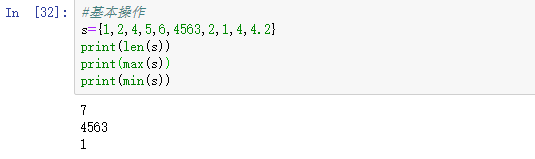 In [32]: #基本操作
s={1,2,4,5,6,4563,2,1,4,4.2}
print(len(s))
print(max(s))
print(min(s))
7
4563
1